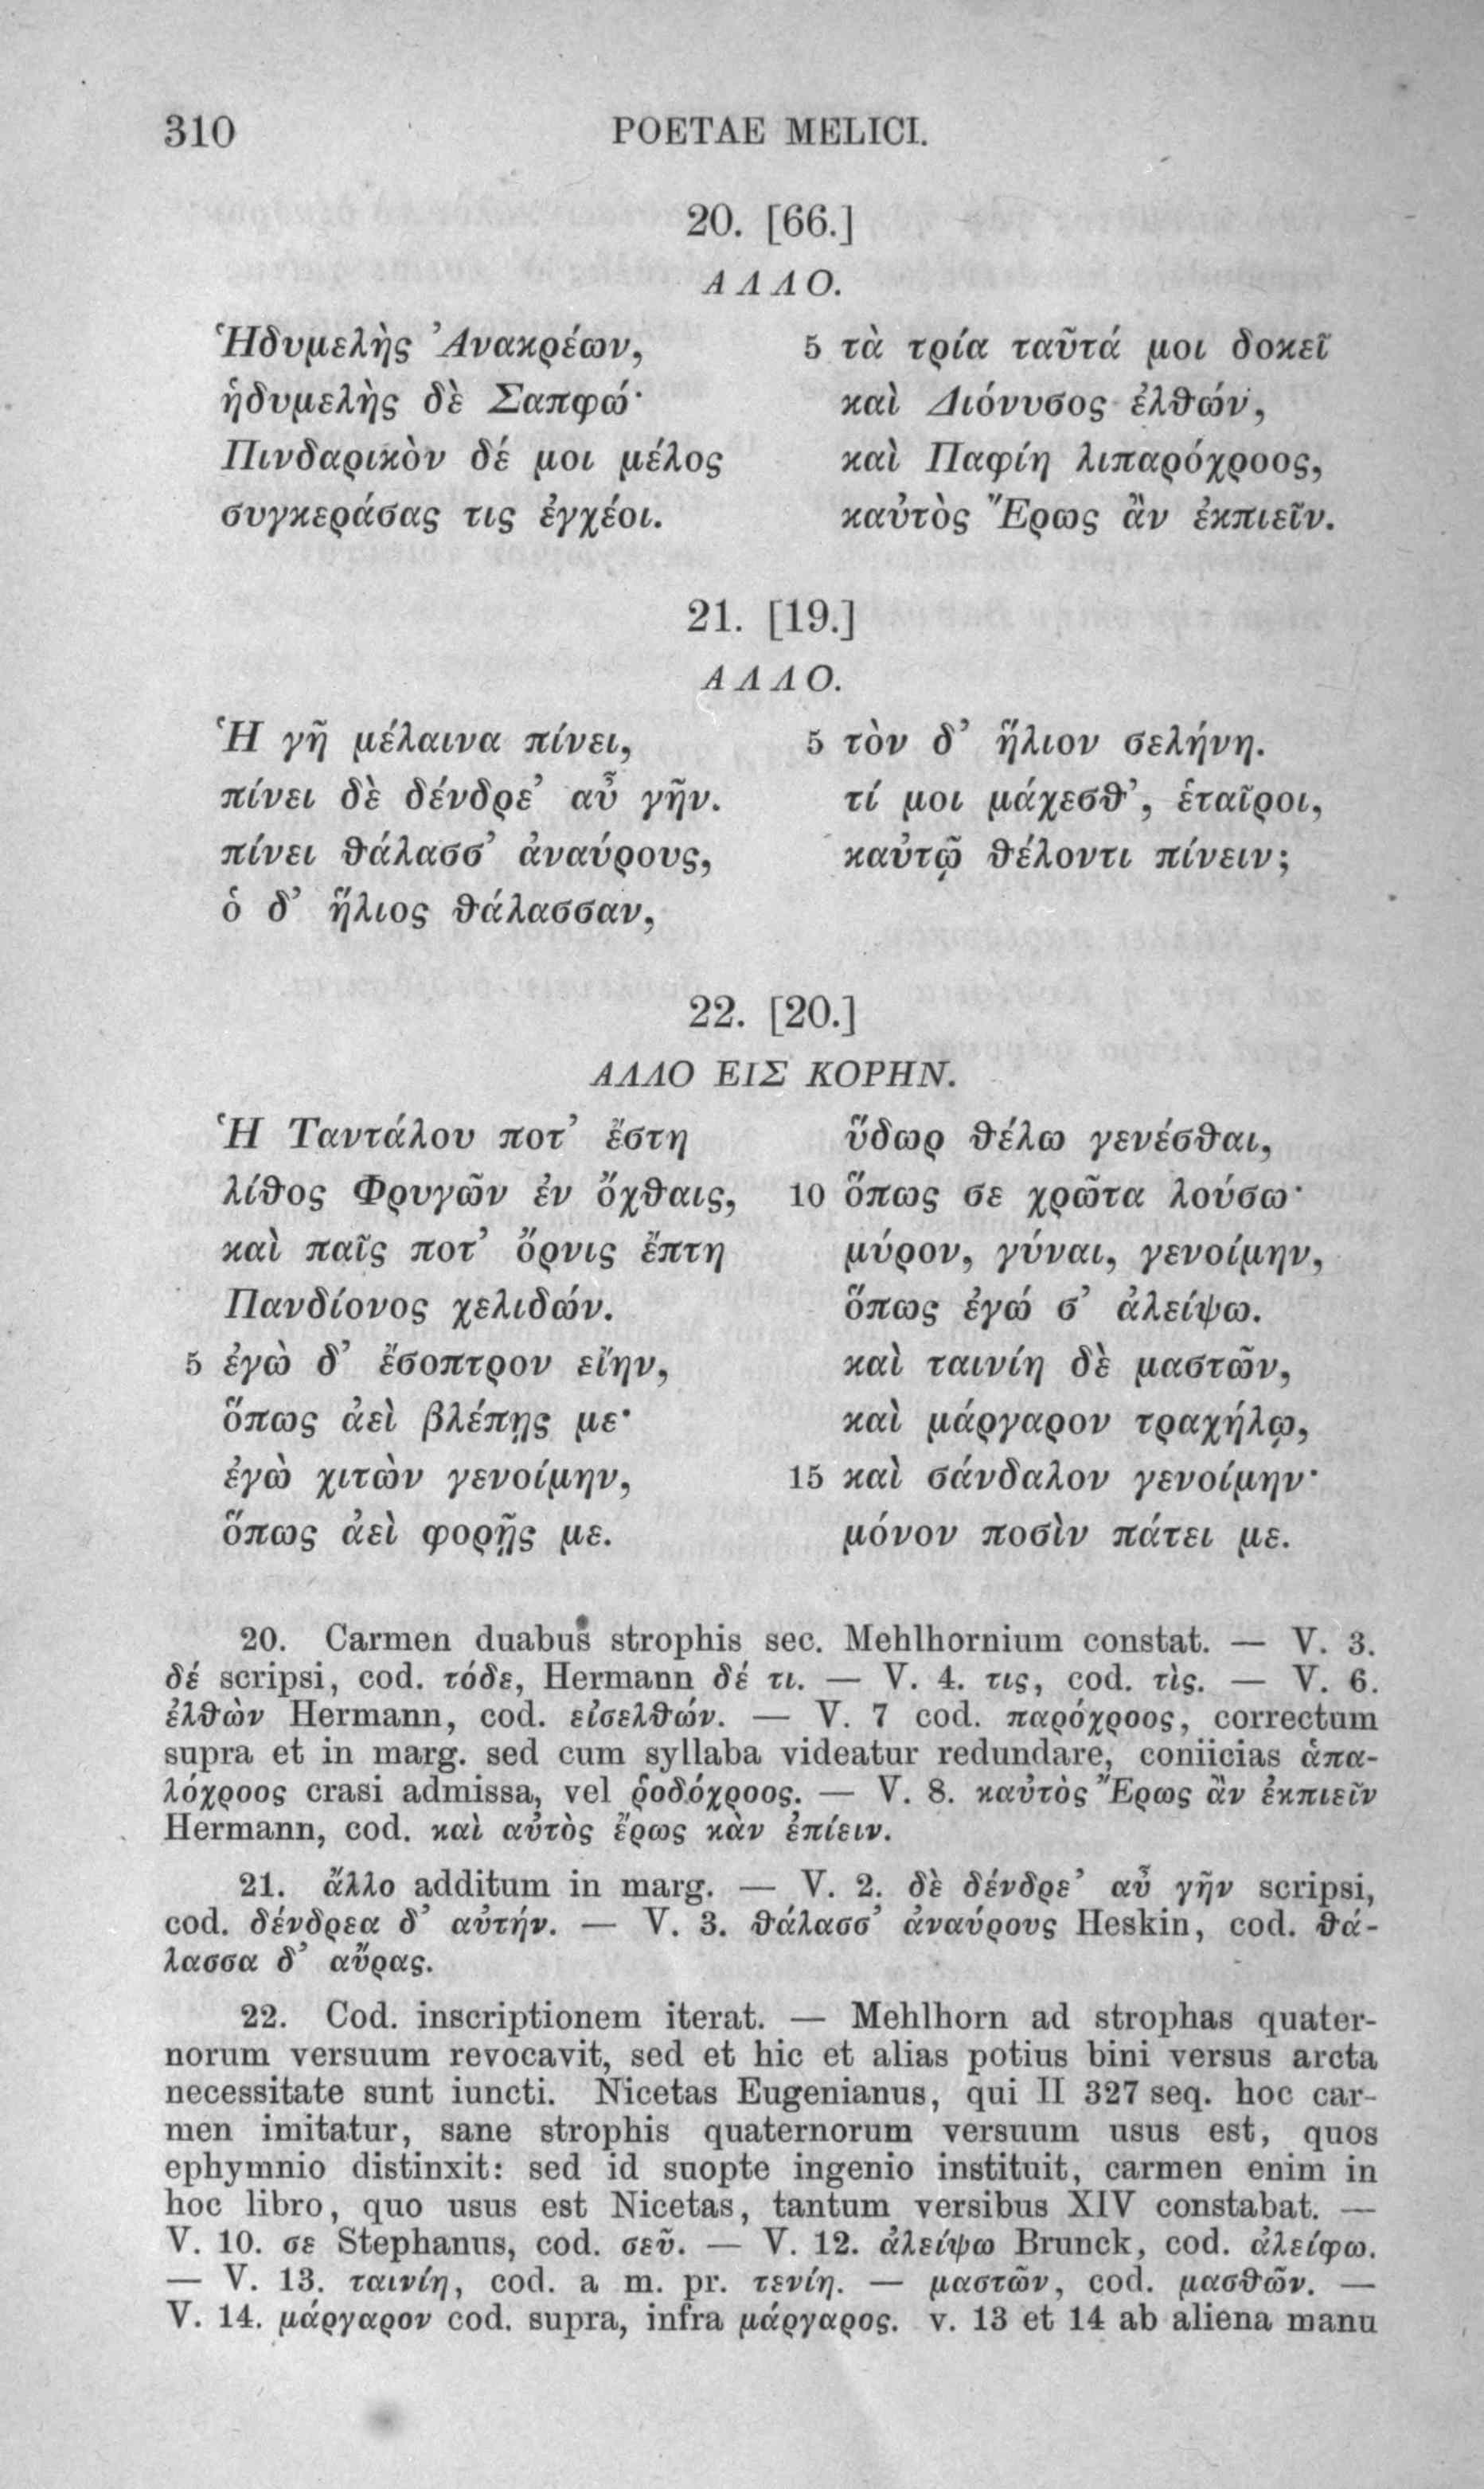 310
POETAE MELICI.
20. [66.]
ΑΛΛΟ.
Ἡδυμελὴς Ἀνακρέων,
ἡδυμελὴς δὲ Σαπφώ·
Πινδαρικὸν δέ μοι μέλος
συγκεράσας τις ἐγχέοι.
5 τὰ τρία ταῦτά μοι δοκεῖ
καὶ Διόνυσος ἐλθών,
καὶ Παφίη λιπαρόχροος,
καὐτὸς Ἔρως ἂν ἐκπιεῖν.
21. [19.]
ΑΛΛΟ.
Ἡ γῆ μέλαινα πίνει,
πίνει δὲ δένδρε’ αὖ γῆν.
πίνει θάλασσ’ ἀναύρους,
ὁ δ’ ἥλιος θάλασσαν,
5 τὸν δ’ ἥλιον σελήνη.
τί μοι μάχεσθ’, ἑταῖροι,
καὐτῷ θέλοντι πίνειν;
22. [20.]
ΑΛΛΟ ΕΙΣ ΚΟΡΗΝ.
Ἡ Ταντάλου ποτ’ ἔστη
λίθος Φρυγῶν ἐν ὄχθαις,
καὶ παῖς ποτ’ ὄρνις ἔπτη
Πανδίονος χελιδών.
5 ἐγὼ δ’ ἔσοπτρον εἴην,
ὅπως ἀεὶ βλέπῃς με·
ἐγὼ χιτὼν γενοίμην,
ὅπως ἀεὶ φορῇς με.
ὕδωρ θέλω γενέσθαι,
10 ὅπως σε χρῶτα λούσω·
μύρον, γύναι, γενοίμην,
ὅπως ἐγώ σ’ ἀλείψω.
καὶ ταινίη δὲ μαστῶν,
καὶ μάργαρον τραχήλῳ,
15 καὶ σάνδαλον γενοίμην·
μόνον ποσὶν πάτει με.
20. Carmen duabus strophis sec. Mehlhornium constat. — V. 3.
δέ scripsi, cod. τόδε, Hermann δέ τι. — V. 4. τις, cod. τὶς. — V. 6.
ἐλθὼν Hermann, cod. εἰσελθών. — V. 7 cod. παρόχροος, correctum
supra et in marg. sed cum syllaba videatur redundare, coniicias ἁπα-
λόχροος crasi admissa, vel ῥοδόχροος. — V. 8. καὐτὸς Ἔρως ἂν ἐκπιεῖν
Hermann, cod. καὶ αὐτὸς ἔρως κἂν ἐπίειν.
21. ἄλλο additum in marg. — V. 2. δὲ δένδρε’ αὖ γῆν scripsi,
cod. δένδρεα δ’ αὐτήν. — V. 3. θάλασσ’ ἀναύρους Heskin, cod. θά-
λασσα δ’ αὔρας.
22. Cod. inscriptionem iterat. — Mehlhorn ad strophas quater-
norum versuum revocavit, sed et hic et alias potius bini versus arcta
necessitate sunt iuncti. Nicetas Eugenianus, qui II 327 seq. hoc car-
men imitatur, sane strophis quaternorum versuum usus est, quos
ephymnio distinxit: sed id suopte ingenio instituit, carmen enim in
hoc libro, quo usus est Nicetas, tantum versibus XIV constabat. —
V. 10. σε Stephanus, cod. σεῦ. — V. 12. ἀλείψω Brunck, cod. ἀλείφω.
— V. 13. ταινίη, cod. a m. pr. τενίη. — μαστῶν, cod. μασθῶν. —
V. 14. μάργαρον cod. supra, infra μάργαρος. v. 13 et 14 ab aliena manu